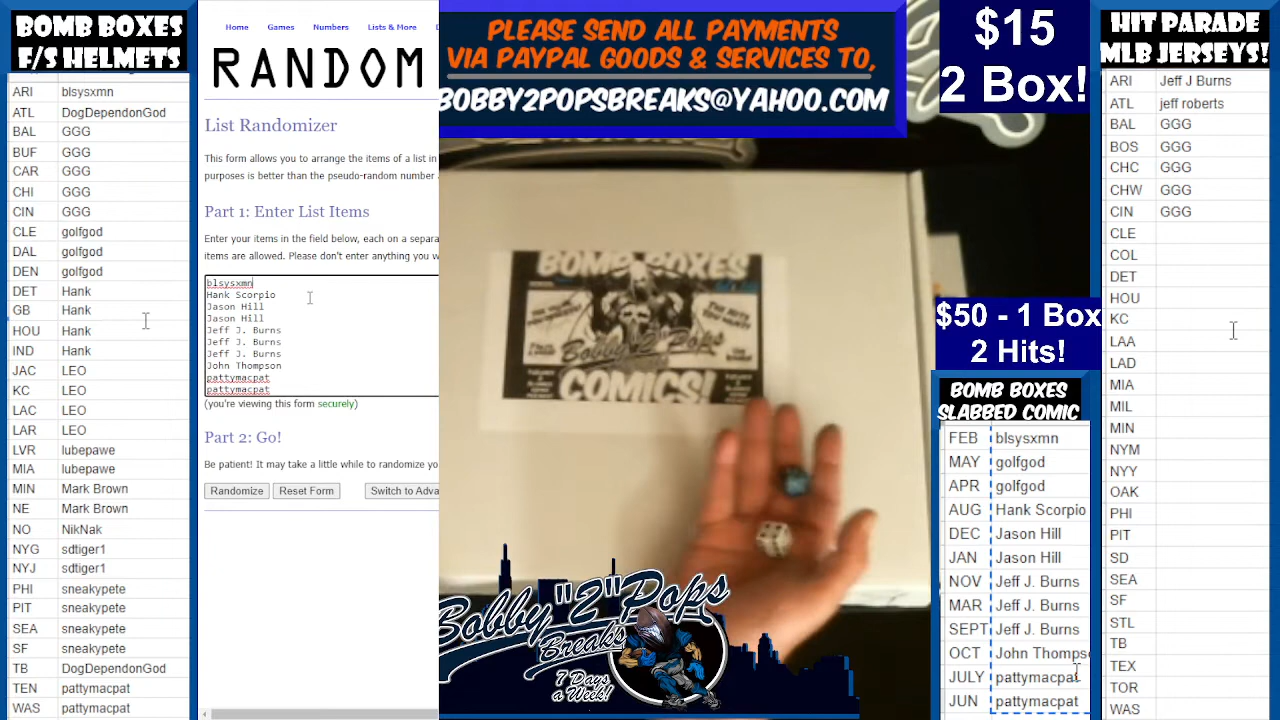 BOMB BOXES
F/S HELMETS
ARI blsysxmn
ATL DogDependonGod
BAL GGG
BUF GGG
CAR GGG
CHI GGG
CIN GGG
CLE golfgod
DAL golfgod
DEN golfgod
DET Hank
GB Hank
HOU Hank
IND Hank
JAC LEO
KC LEO
LAC LEO
LAR LEO
LVR lubepawe
MIA lubepawe
MIN Mark Brown
NE Mark Brown
NO NikNak
NYG sdtiger1
NYJ sdtiger1
PHI sneakypete
PIT sneakypete
SEA sneakypete
SF sneakypete
TB DogDependonGod
TEN pattymacpat
WAS pattymacpat
Home Games Numbers Lists & More
RANDOM
List Randomizer
This form allows you to arrange the items of a list in
purposes is better than the pseudo-random number
Part 1: Enter List Items
Enter your items in the field below, each on a separa
items are allowed. Please don't enter anything you w
blsysxmn
Hank Scorpio
Jason Hill
Jason Hill
Jeff J. Burns
Jeff J. Burns
Jeff J. Burns
John Thompson
pattymacpat
pattymacpat
(you're viewing this form securely)
Part 2: Go!
Be patient! It may take a little while to randomize yo
Randomize Reset Form Switch to Adva
PLEASE SEND ALL PAYMENTS
VIA PAYPAL GOODS & SERVICES TO,
BOBBY2POPSBREAKS@YAHOO.COM
BOMB BOXES
Bobby "2" Pops
COMICS!
Bobby "2" Pops
Breaks
7 Days
a Week!
$15
2 Box!
$50 - 1 Box
2 Hits!
BOMB BOXES
SLABBED COMIC
FEB blsysxmn
MAY golfgod
APR golfgod
AUG Hank Scorpio
DEC Jason Hill
JAN Jason Hill
NOV Jeff J. Burns
MAR Jeff J. Burns
SEPT Jeff J. Burns
OCT John Thomps
JULY pattymacpat
JUN pattymacpat
HIT PARADE
MLB JERSEYS!
ARI Jeff J Burns
ATL jeff roberts
BAL GGG
BOS GGG
CHC GGG
CHW GGG
CIN GGG
CLE
COL
DET
HOU
KC
LAA
LAD
MIA
MIL
MIN
NYM
NYY
OAK
PHI
PIT
SD
SEA
SF
STL
TB
TEX
TOR
WAS